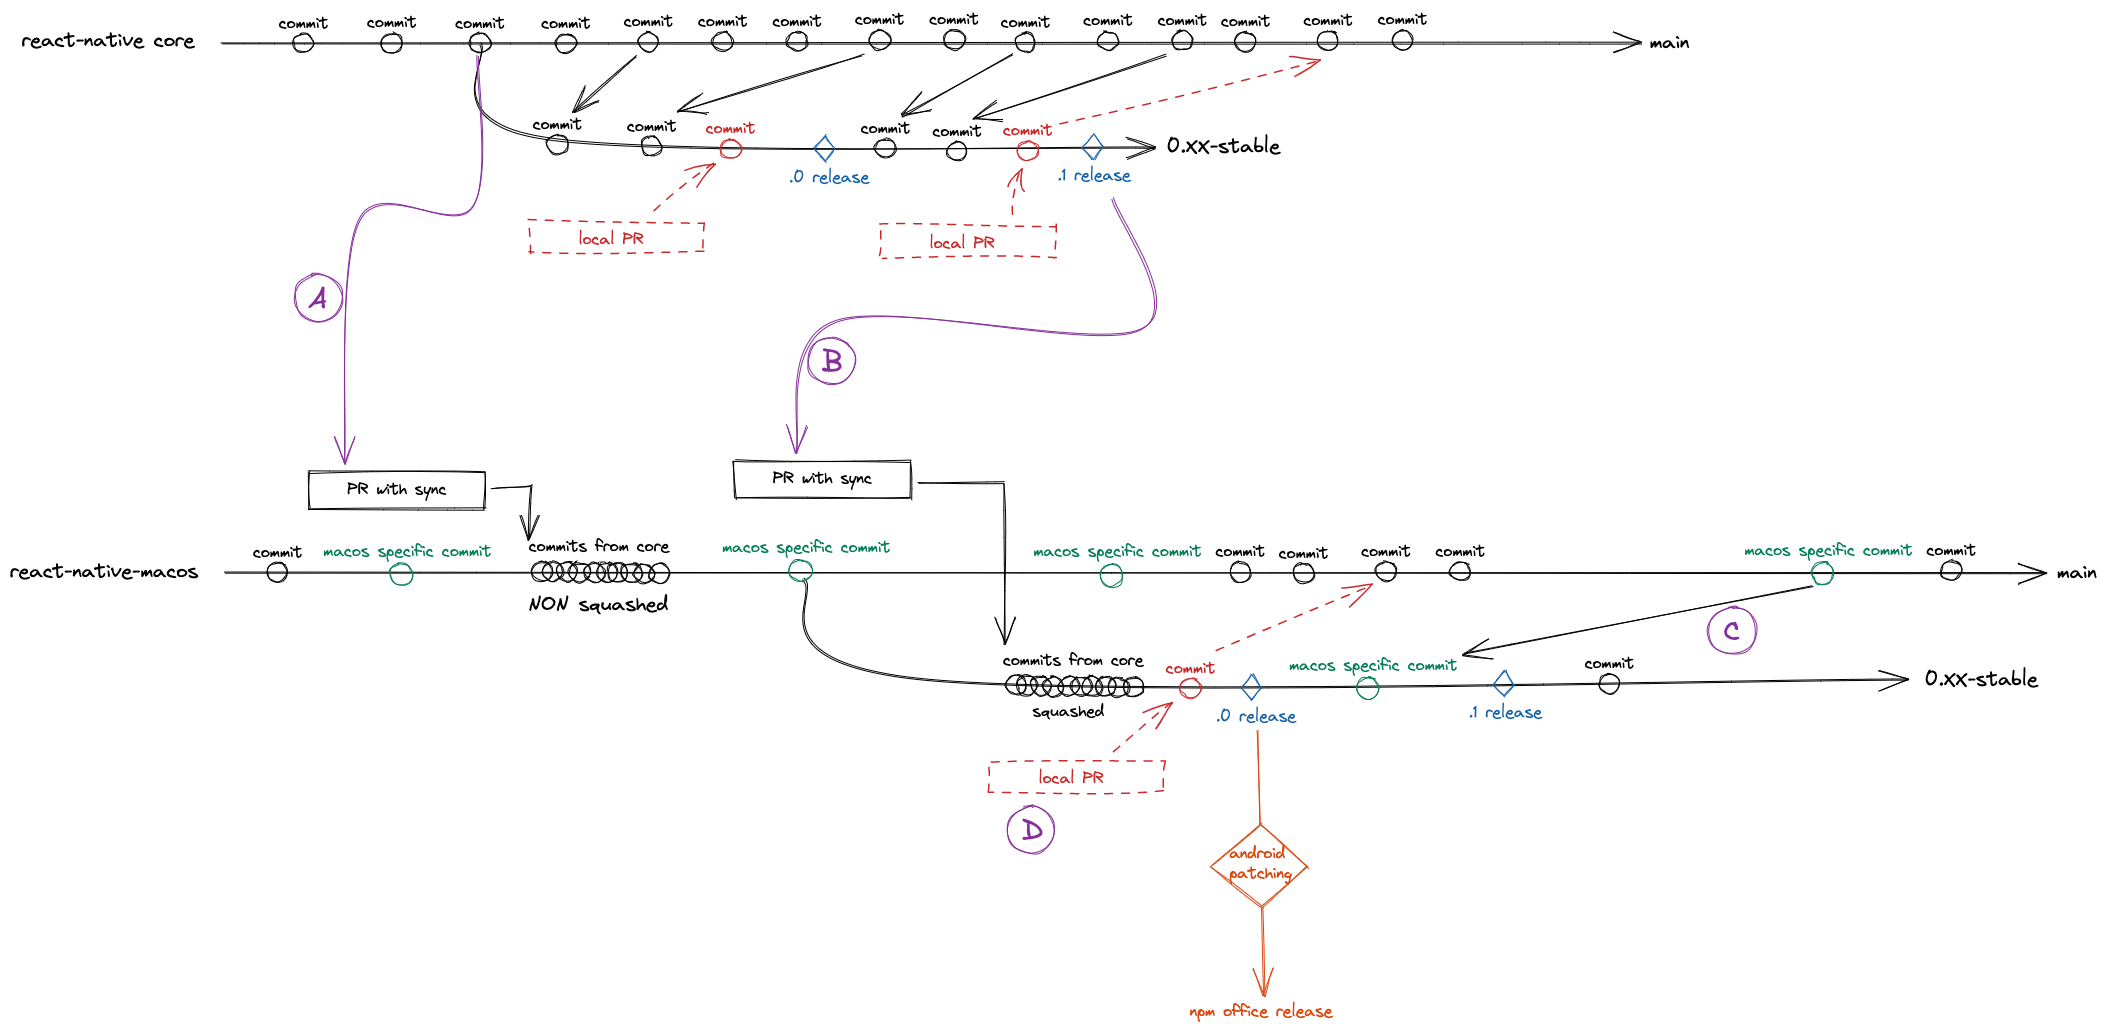 commit commit commit commit commit commit commit commit commit commit commit commit commit commit commit
react-native core
main
commit commit commit commit commit commit
0.xx-stable
.0 release
.1 release
local PR
local PR
A
B
PR with sync
PR with sync
commit
macos specific commit
commits from core
macos specific commit
macos specific commit
commit commit commit commit
macos specific commit
commit
react-native-macos
main
NON squashed
C
commits from core
commit
macos specific commit
commit
0.xx-stable
squashed
.0 release
.1 release
local PR
D
android
patching
npm office release